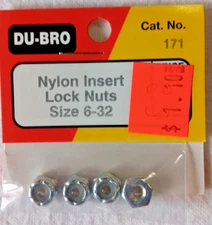 DU-BRO
Cat. No.
171
Nylon Insert
Lock Nuts
Size 6-32